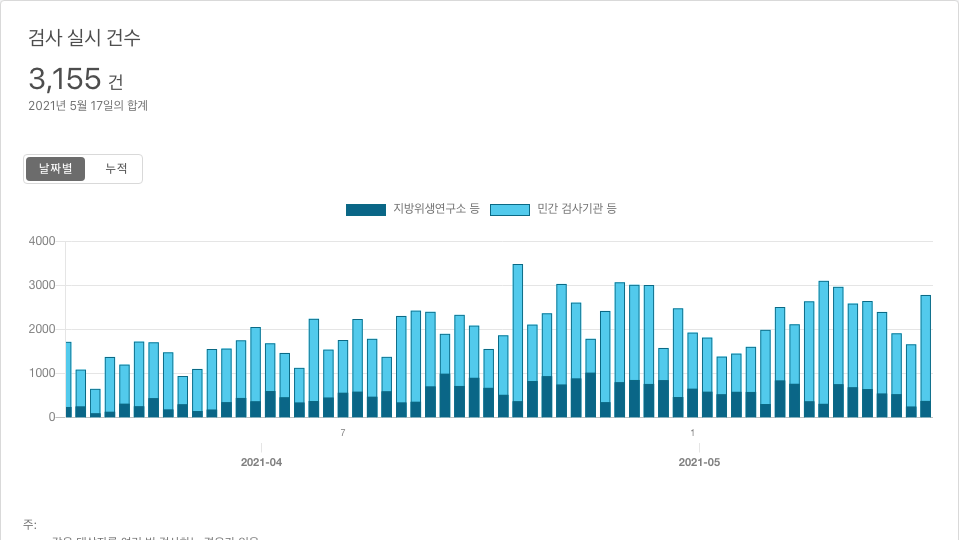 검사 실시 건수
3,155 건
2021년 5월 17일의 합계
날짜별 누적
지방위생연구소 등 민간 검사기관 등
4000
3000
2000
1000
0
7 1
2021-04 2021-05
주: